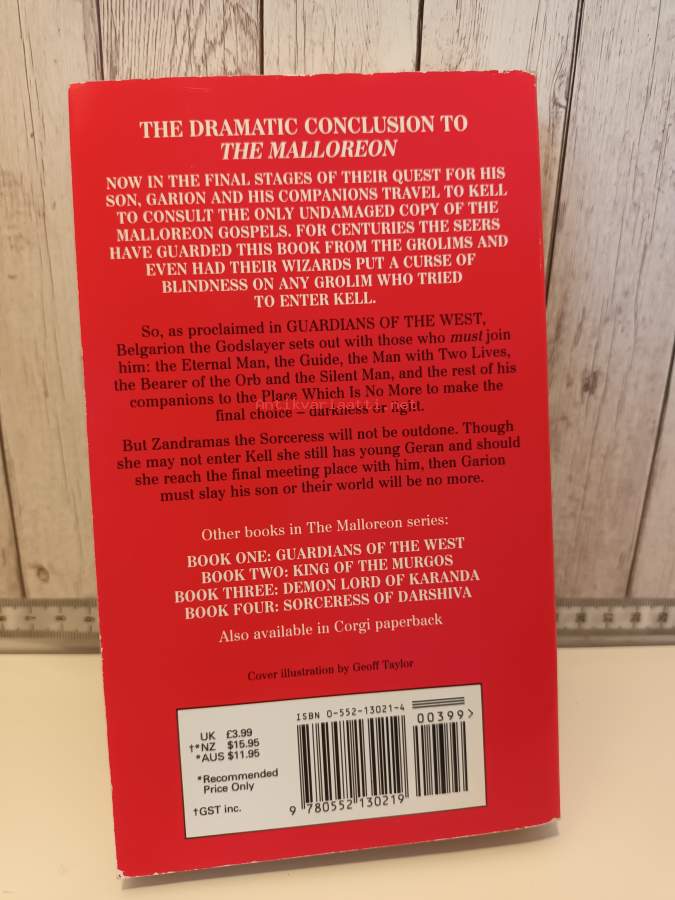 THE DRAMATIC CONCLUSION TO
THE MALLOREON
NOW IN THE FINAL STAGES OF THEIR QUEST FOR HIS
SON, GARION AND HIS COMPANIONS TRAVEL TO KELL
TO CONSULT THE ONLY UNDAMAGED COPY OF THE
MALLOREON GOSPELS. FOR CENTURIES THE SEERS
HAVE GUARDED THIS BOOK FROM THE GROLIMS AND
EVEN HAD THEIR WIZARDS PUT A CURSE OF
BLINDNESS ON ANY GROLIM WHO TRIED
TO ENTER KELL.
So, as proclaimed in GUARDIANS OF THE WEST,
Belgarion the Godslayer sets out with those who must join
him: the Eternal Man, the Guide, the Man with Two Lives,
the Bearer of the Orb and the Silent Man, and the rest of his
companions to the Place Which Is No More to make the
final choice – darkness or light.
Antikvariaatti.net
But Zandramas the Sorceress will not be outdone. Though
she may not enter Kell she still has young Geran and should
she reach the final meeting place with him, then Garion
must slay his son or their world will be no more.
Other books in The Malloreon series:
BOOK ONE: GUARDIANS OF THE WEST
BOOK TWO: KING OF THE MURGOS
BOOK THREE: DEMON LORD OF KARANDA
BOOK FOUR: SORCERESS OF DARSHIVA
Also available in Corgi paperback
Cover illustration by Geoff Taylor
UK £3.99
†*NZ $15.95
*AUS $11.95
*Recommended
Price Only
†GST inc.
ISBN 0-552-13021-4
00399>
9 780552 130219